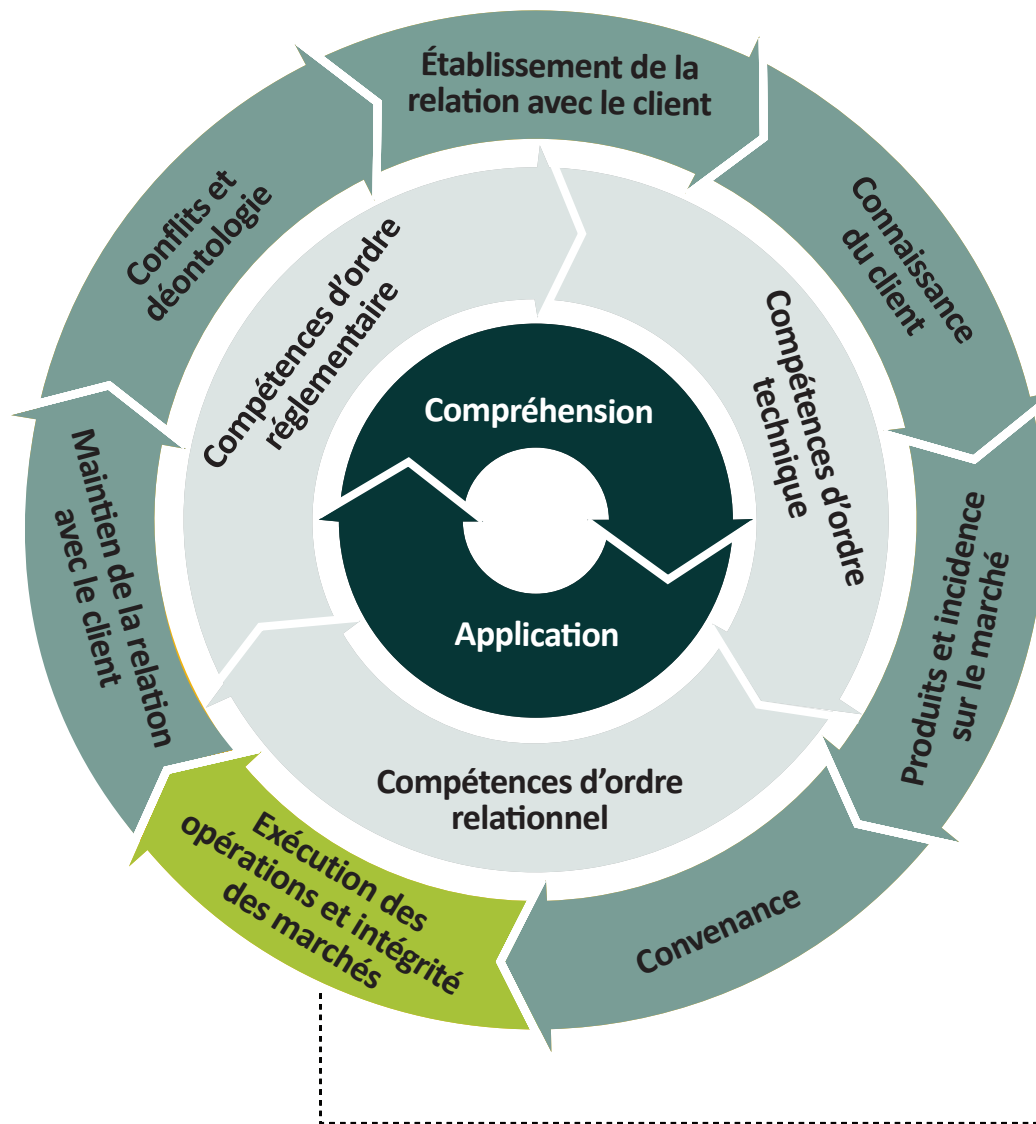 Établissement de la
relation avec le client
Connaissance
du client
Produits et incidence
sur le marché
Convenance
Exécution des
opérations et intégrité
des marchés
Maintien de la relation
avec le client
Conflits et
déontologie
Compétences d’ordre
réglementaire
Compétences d’ordre
technique
Compétences d’ordre
relationnel
Compréhension
Application